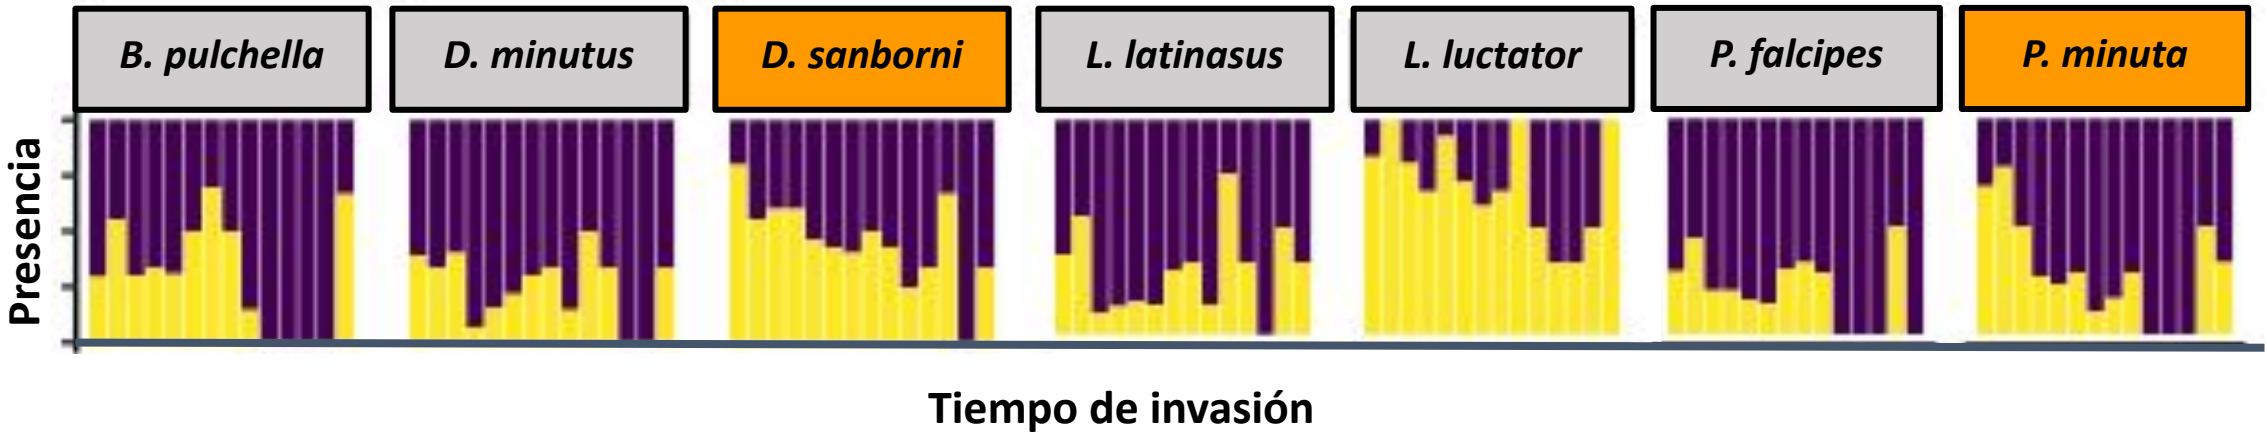 B. pulchella
D. minutus
D. sanborni
L. latinasus
L. luctator
P. falcipes
P. minuta
Presencia
Tiempo de invasión